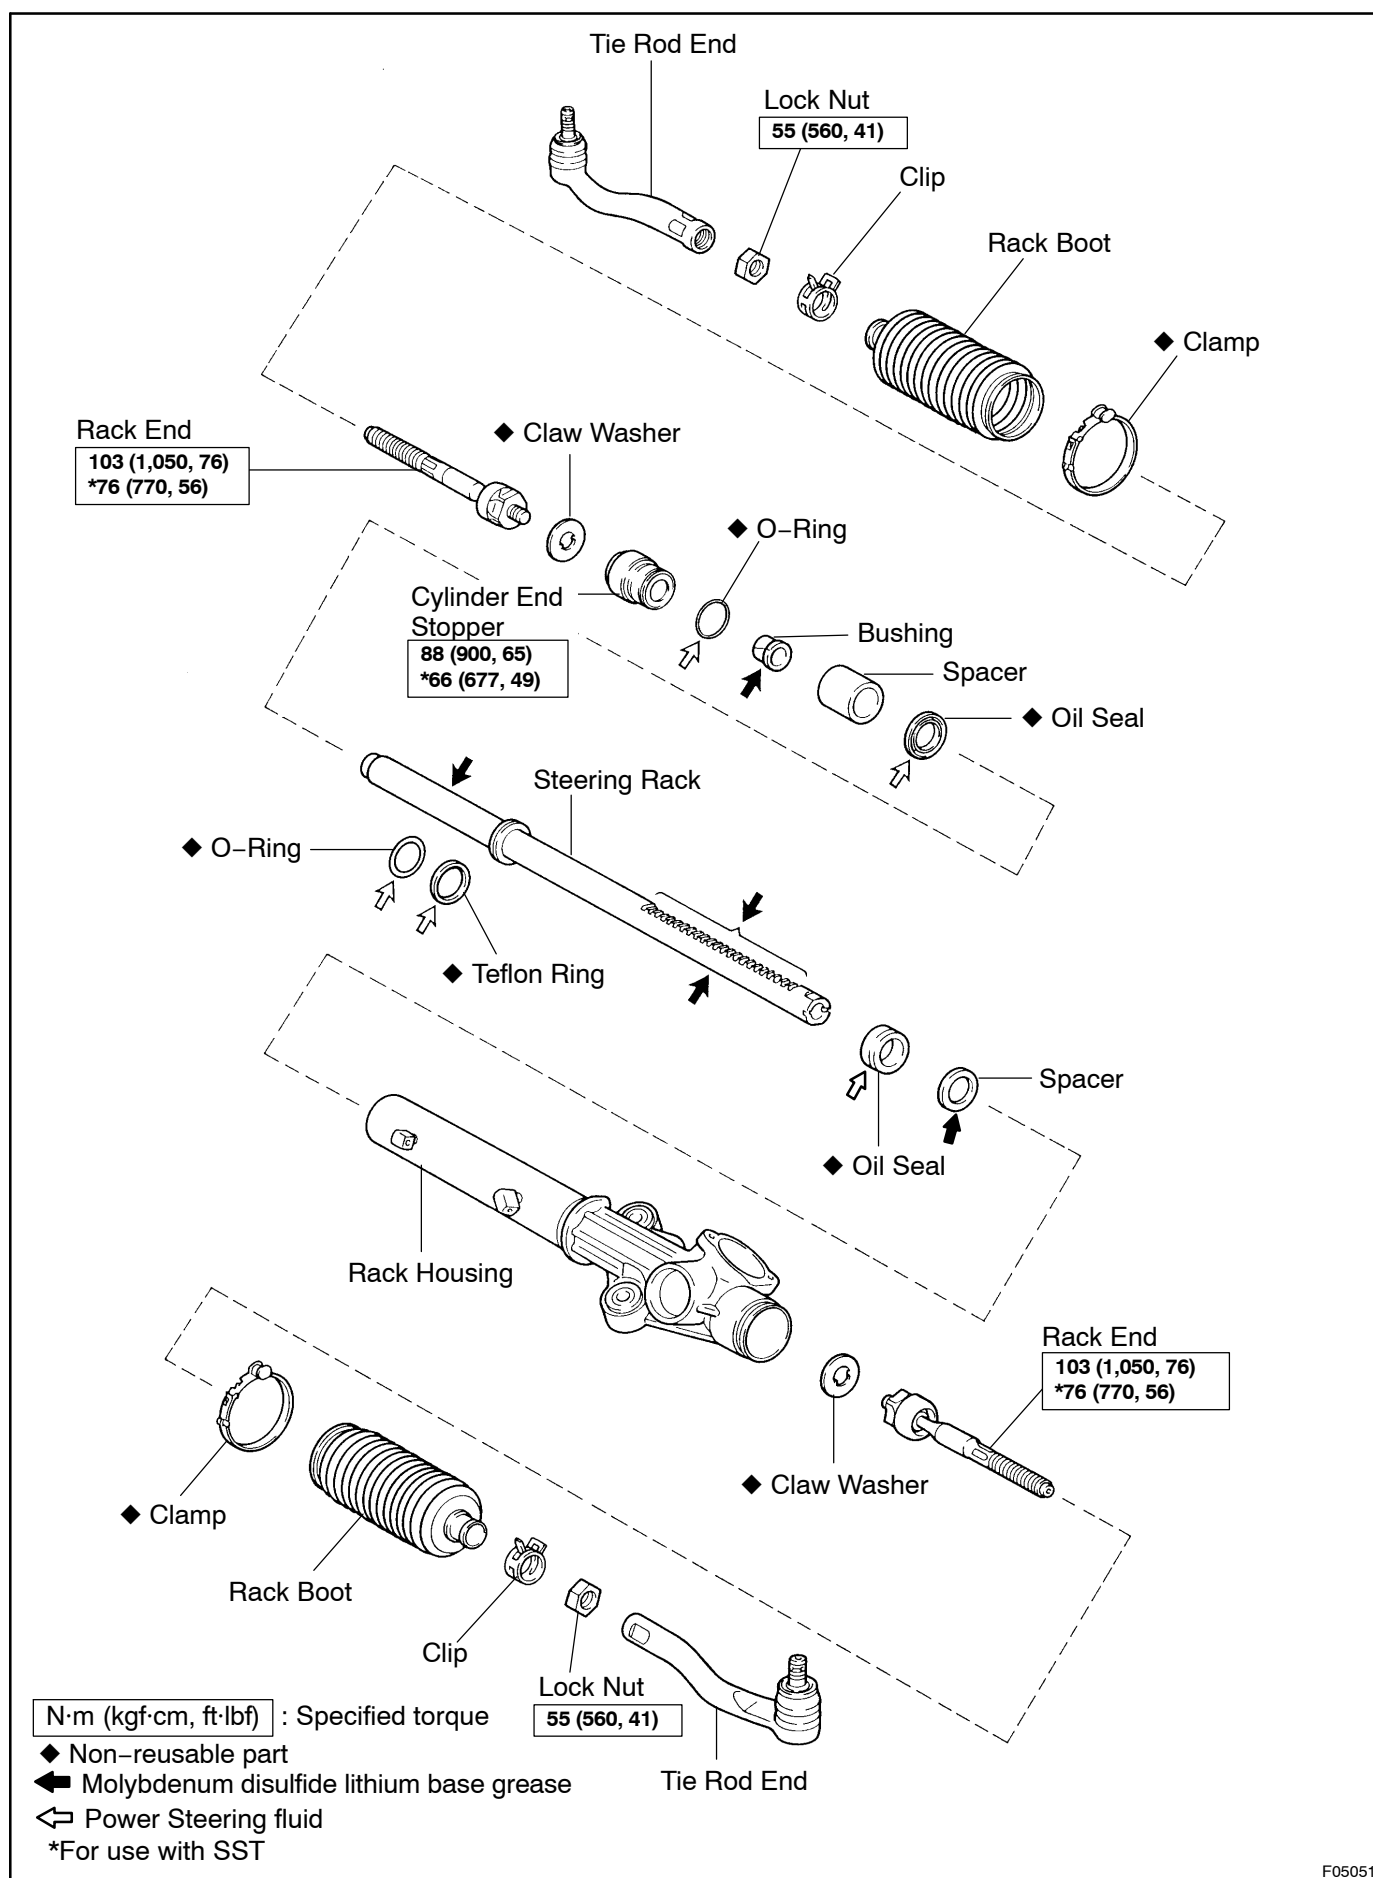 Tie Rod End
Lock Nut
55 (560, 41)
Clip
Rack Boot
◆ Clamp
Rack End
103 (1,050, 76)
*76 (770, 56)
◆ Claw Washer
◆ O−Ring
Cylinder End
Stopper
88 (900, 65)
*66 (677, 49)
Bushing
Spacer
◆ Oil Seal
Steering Rack
◆ O−Ring
◆ Teflon Ring
Spacer
◆ Oil Seal
Rack Housing
Rack End
103 (1,050, 76)
*76 (770, 56)
◆ Claw Washer
◆ Clamp
Rack Boot
Clip
Lock Nut
55 (560, 41)
Tie Rod End
N·m (kgf·cm, ft·lbf) : Specified torque
◆ Non−reusable part
Molybdenum disulfide lithium base grease
Power Steering fluid
*For use with SST
F05051